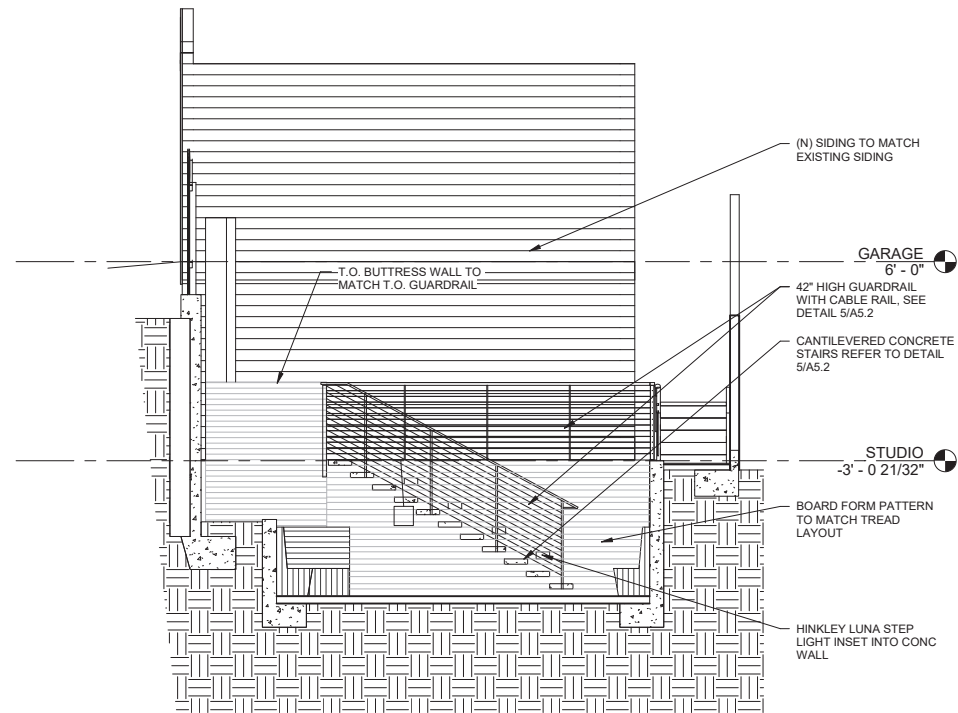 (N) SIDING TO MATCH
EXISTING SIDING
GARAGE
6' - 0"
T.O. BUTTRESS WALL TO
MATCH T.O. GUARDRAIL
42" HIGH GUARDRAIL
WITH CABLE RAIL, SEE
DETAIL 5/A5.2
CANTILEVERED CONCRETE
STAIRS REFER TO DETAIL
5/A5.2
STUDIO
-3' - 0 21/32"
BOARD FORM PATTERN
TO MATCH TREAD
LAYOUT
HINKLEY LUNA STEP
LIGHT INSET INTO CONC
WALL